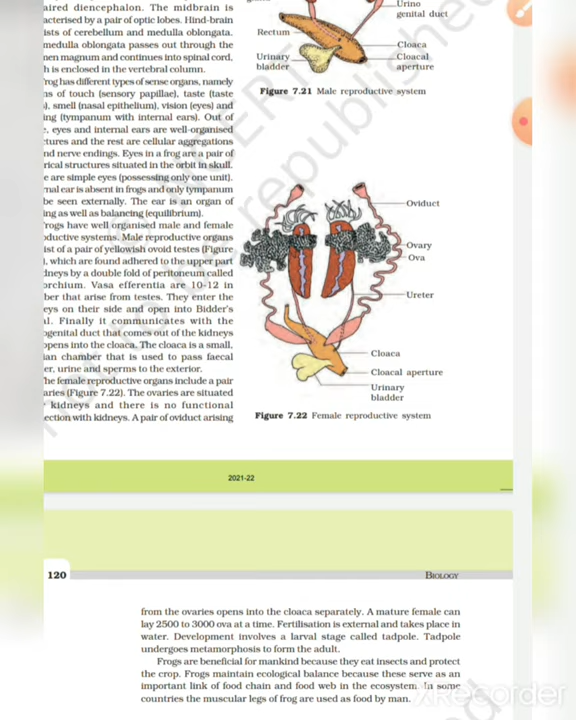 aired diencephalon. The midbrain is
acterised by a pair of optic lobes. Hind-brain
ists of cerebellum and medulla oblongata.
medulla oblongata passes out through the
nen magnum and continues into spinal cord,
h is enclosed in the vertebral column.
rog has different types of sense organs, namely
ns of touch (sensory papillae), taste (taste
), smell (nasal epithelium), vision (eyes) and
ing (tympanum with internal ears). Out of
, eyes and internal ears are well-organised
tures and the rest are cellular aggregations
nd nerve endings. Eyes in a frog are a pair of
rical structures situated in the orbit in skull.
e are simple eyes (possessing only one unit).
nal ear is absent in frogs and only tympanum
be seen externally. The ear is an organ of
ing as well as balancing (equilibrium).
rogs have well organised male and female
oductive systems. Male reproductive organs
ist of a pair of yellowish ovoid testes (Figure
), which are found adhered to the upper part
dneys by a double fold of peritoneum called
orchium. Vasa efferentia are 10-12 in
ber that arise from testes. They enter the
eys on their side and open into Bidder's
al. Finally it communicates with the
ogenital duct that comes out of the kidneys
opens into the cloaca. The cloaca is a small,
ian chamber that is used to pass faecal
er, urine and sperms to the exterior.
he female reproductive organs include a pair
aries (Figure 7.22). The ovaries are situated
kidneys and there is no functional
ection with kidneys. A pair of oviduct arising
Urino
genital duct
Rectum
Cloaca
Urinary
bladder
Cloacal
aperture
Figure 7.21 Male reproductive system
Oviduct
Ovary
Ova
Ureter
Cloaca
Cloacal aperture
Urinary
bladder
Figure 7.22 Female reproductive system
2021-22
120
BIOLOGY
from the ovaries opens into the cloaca separately. A mature female can
lay 2500 to 3000 ova at a time. Fertilisation is external and takes place in
water. Development involves a larval stage called tadpole. Tadpole
undergoes metamorphosis to form the adult.
Frogs are beneficial for mankind because they eat insects and protect
the crop. Frogs maintain ecological balance because these serve as an
important link of food chain and food web in the ecosystem. In some
countries the muscular legs of frog are used as food by man.
XRecorder